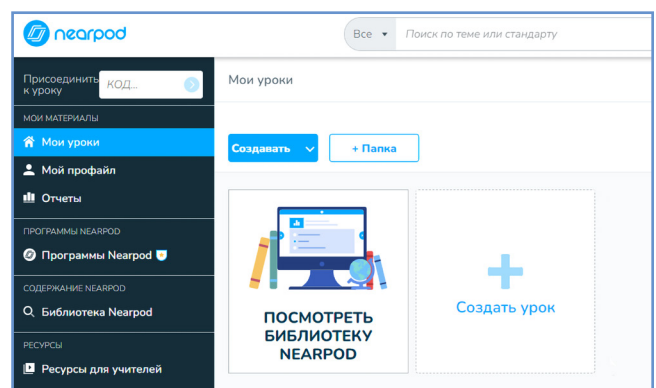 nearpod
Все
Поиск по теме или стандарту
Присоединить
к уроку
КОД...
МОИ МАТЕРИАЛЫ
Мои уроки
Мой профайл
Отчеты
ПРОГРАММЫ NEARPOD
Программы Nearpod
СОДЕРЖАНИЕ NEARPOD
Библиотека Nearpod
РЕСУРСЫ
Ресурсы для учителей
Мои уроки
Создавать
+ Папка
ПОСМОТРЕТЬ
БИБЛИОТЕКУ
NEARPOD
Создать урок